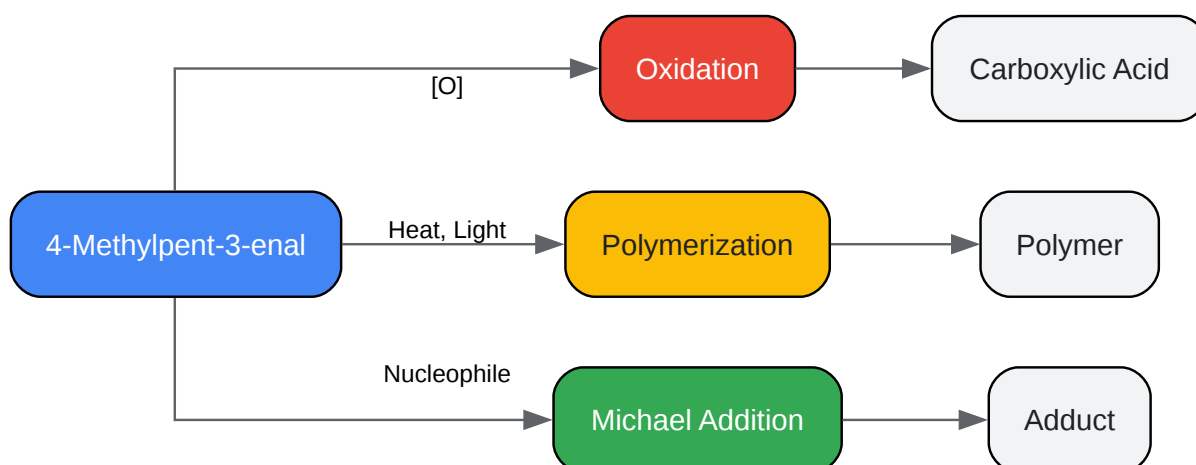 Oxidation
Carboxylic Acid
[O]
4-Methylpent-3-enal
Heat, Light
Polymerization
Polymer
Nucleophile
Michael Addition
Adduct